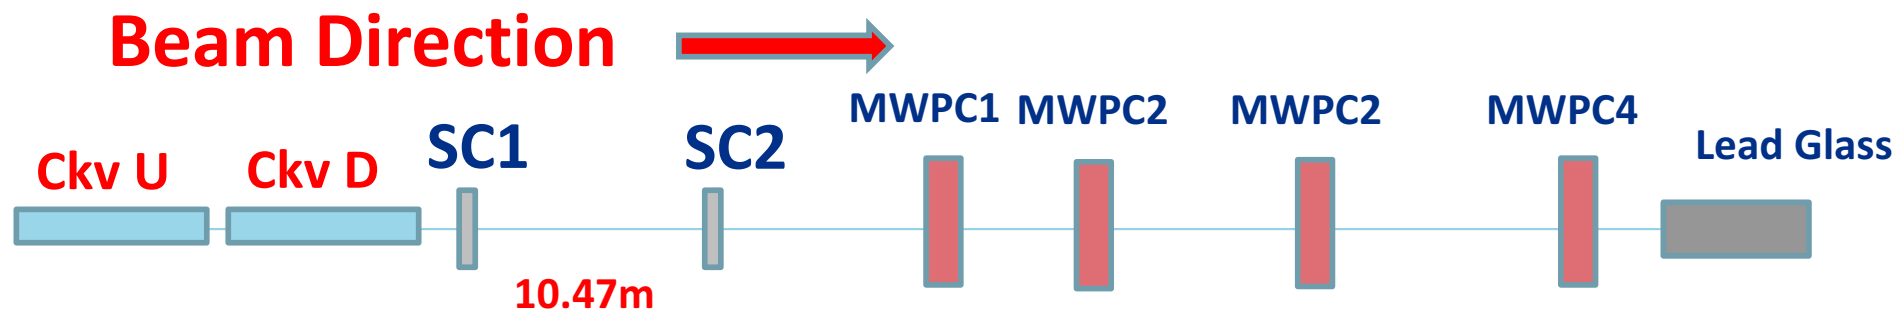 Beam Direction
MWPC1
MWPC2
MWPC2
MWPC4
SC1
SC2
Lead Glass
Ckv U
Ckv D
10.47m